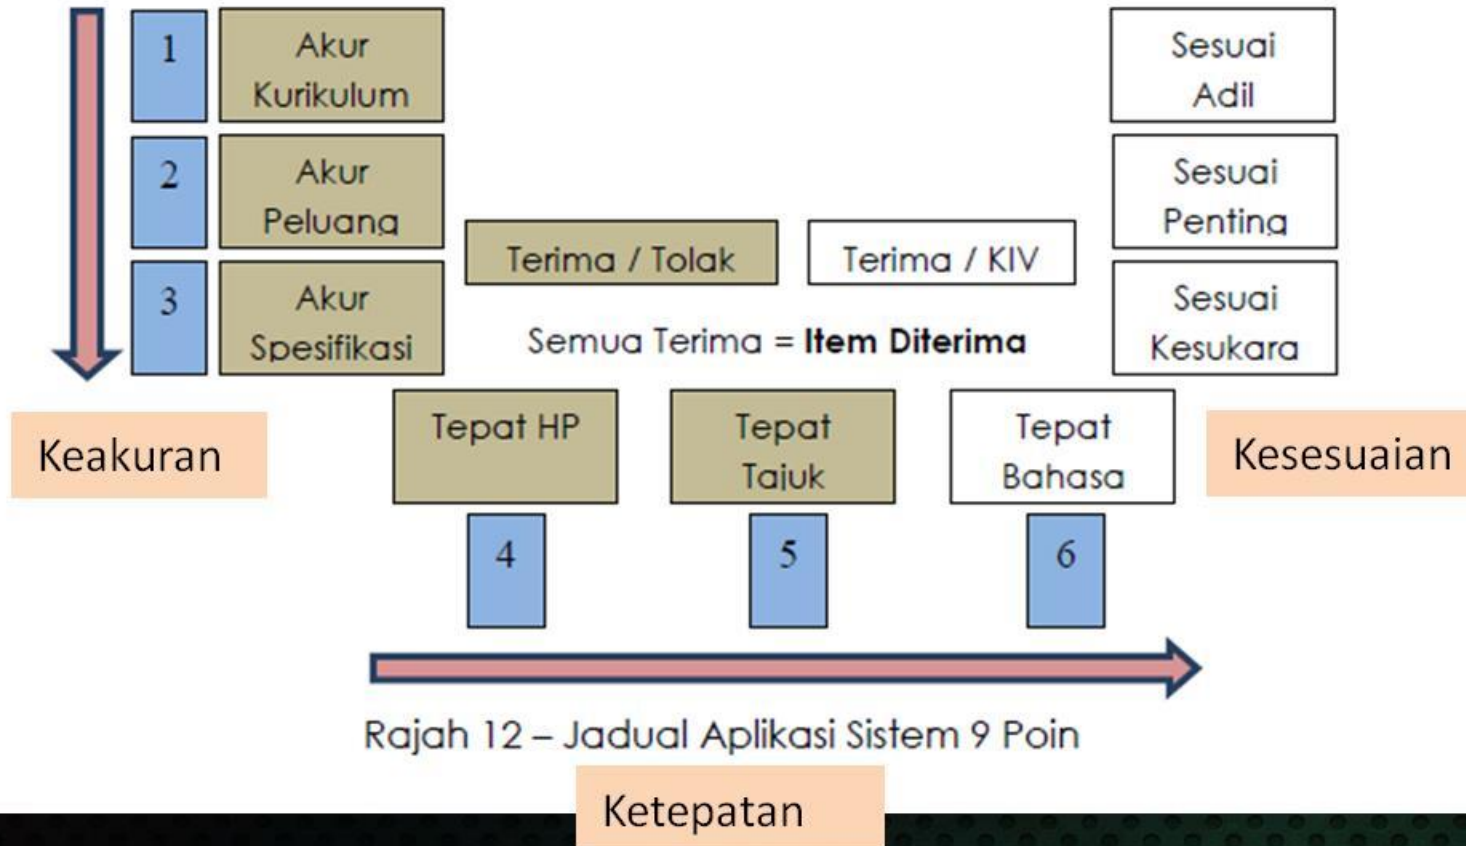 1
Akur
Kurikulum
2
Akur
Peluang
3
Akur
Spesifikasi
Keakuran
Terima / Tolak
Terima / KIV
Semua Terima = Item Diterima
Tepat HP
Tepat
Tajuk
Tepat
Bahasa
4
5
6
Sesuai
Adil
Sesuai
Penting
Sesuai
Kesukara
Kesesuaian
Rajah 12 – Jadual Aplikasi Sistem 9 Poin
Ketepatan